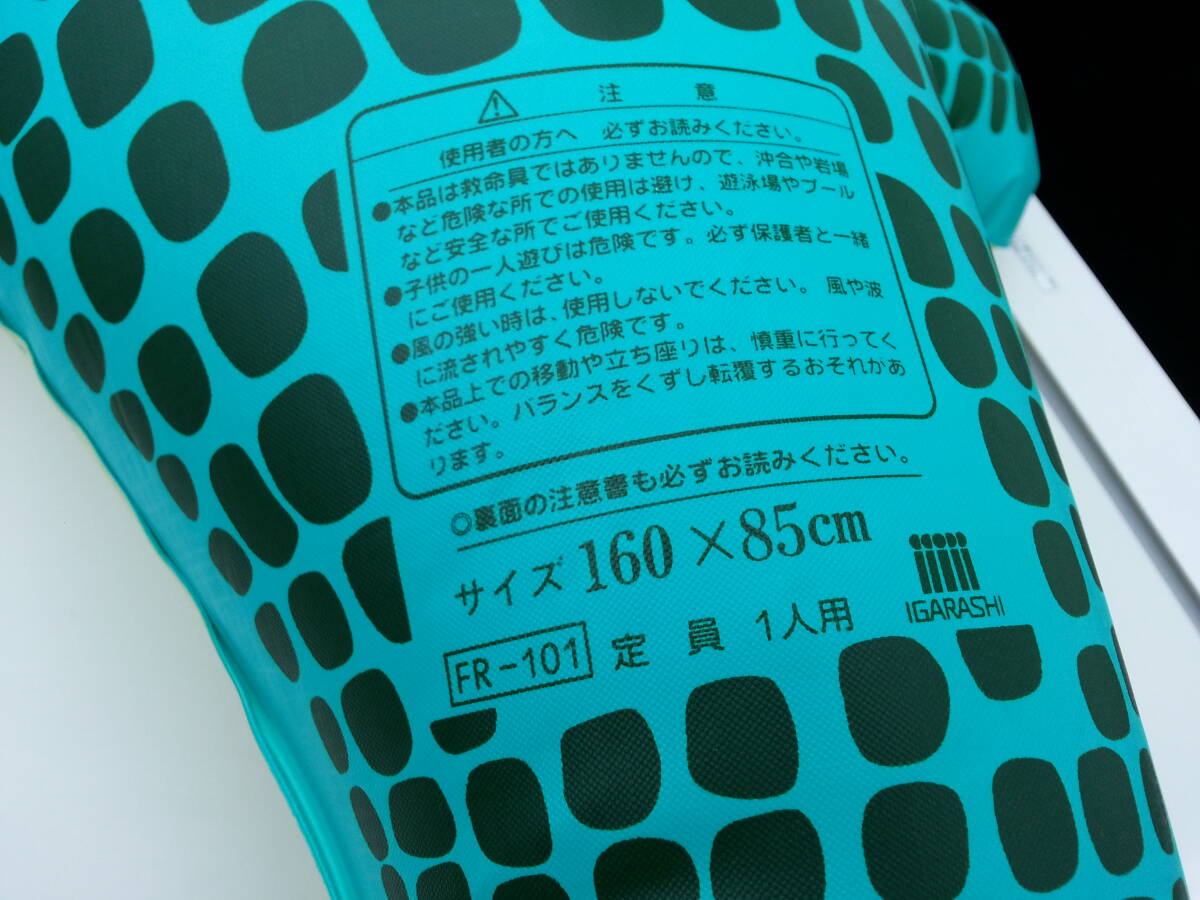 注意
使用者の方へ 必ずお読みください。
●本品は救命具ではありませんので、沖合や岩場
など危険な所での使用は避け、遊泳場やプール
など安全な所でご使用ください。
●子供の一人遊びは危険です。必ず保護者と一緒
にご使用ください。
●風の強い時は、使用しないでください。風や波
に流されやすく危険です。
●本品上での移動や立ち座りは、慎重に行ってく
ださい。バランスをくずし転覆するおそれがあ
ります。
◎裏面の注意書も必ずお読みください。
サイズ 160×85cm
FR-101 定員 1人用
IGARASHI